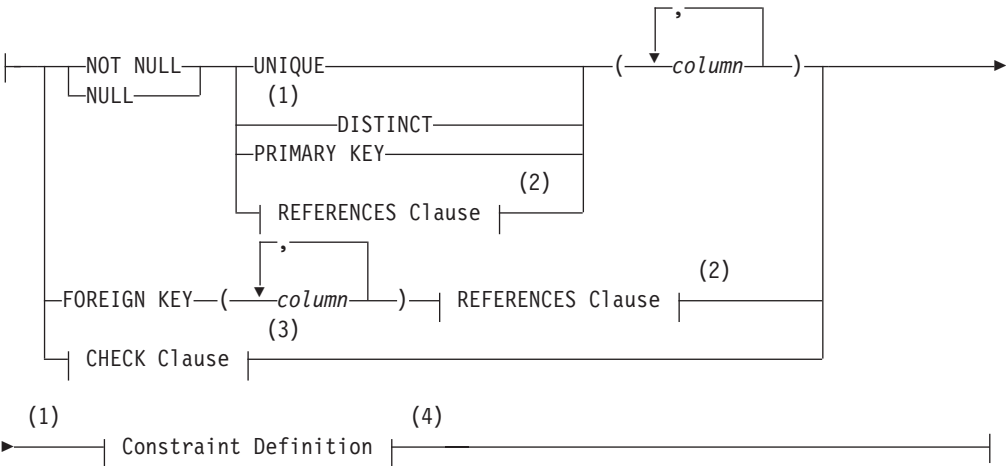 ,
NOT NULL UNIQUE ( column )
NULL (1)
DISTINCT
PRIMARY KEY
(2)
REFERENCES Clause
,
(2)
FOREIGN KEY ( column ) REFERENCES Clause
(3)
CHECK Clause
(1) (4)
Constraint Definition